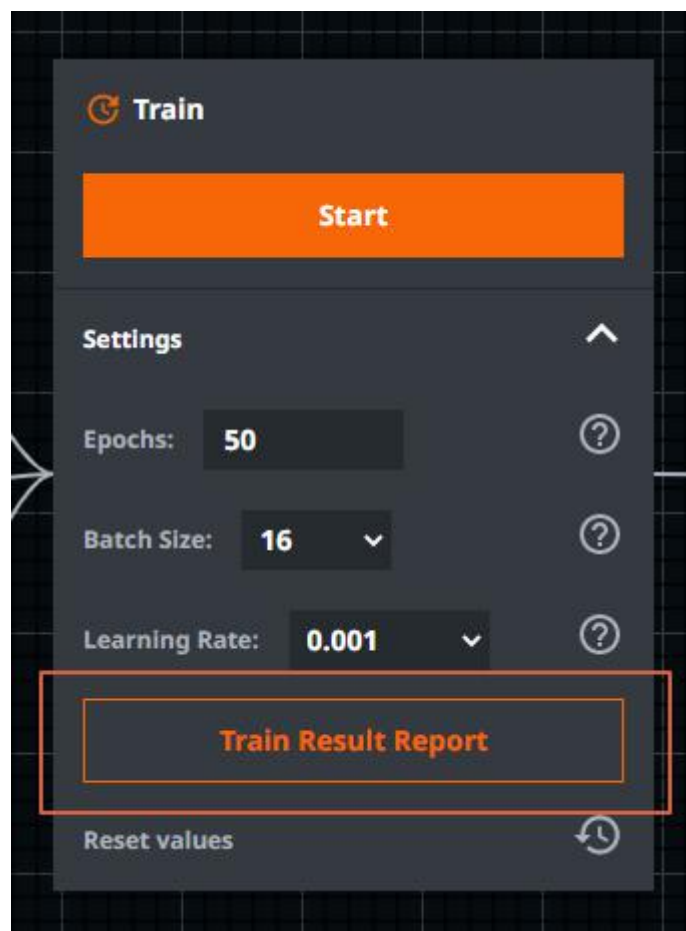 Train
Start
Settings
Epochs: 50
Batch Size: 16
Learning Rate: 0.001
Train Result Report
Reset values